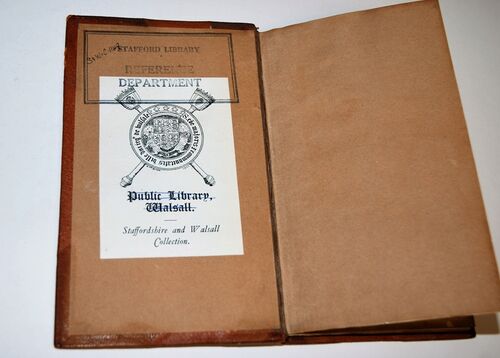 STAFFORD LIBRARY
REFERENCE
DEPARTMENT
Public Library,
Walsall.
Staffordshire and Walsall
Collection.